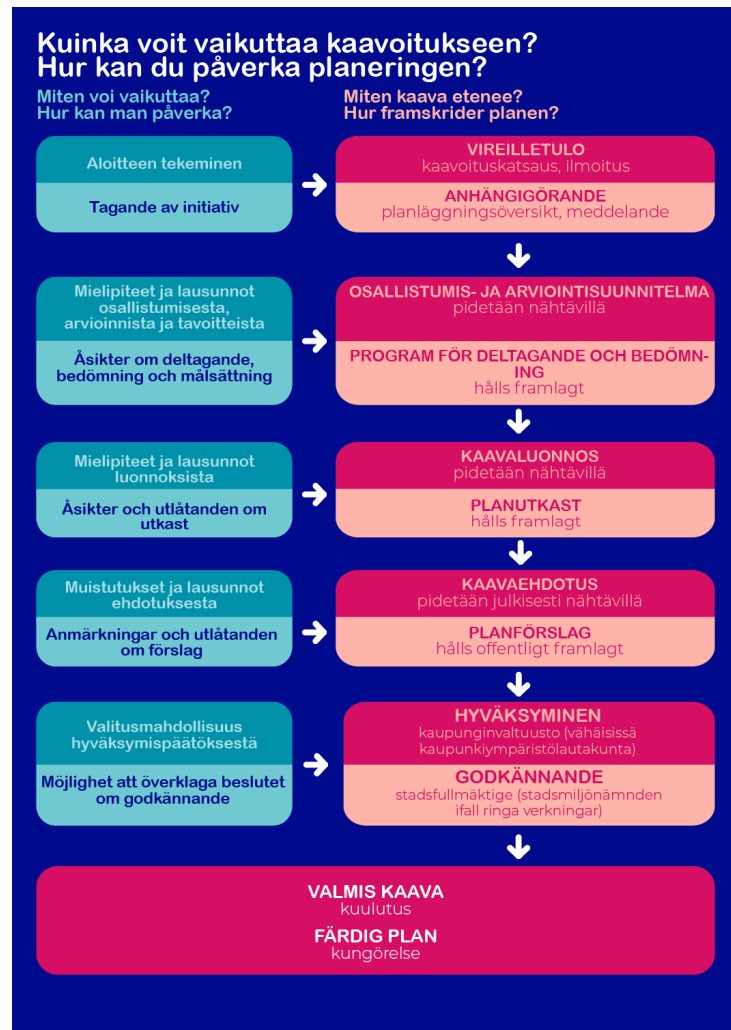 Kuinka voit vaikuttaa kaavoitukseen?
Hur kan du påverka planeringen?
Miten voi vaikuttaa?
Hur kan man påverka?
Miten kaava etenee?
Hur framskrider planen?
Aloitteen tekeminen
Tagande av initiativ
VIREILLETULO
kaavoituskatsaus, ilmoitus
ANHÄNGIGÖRANDE
planläggningsöversikt, meddelande
Mielipiteet ja lausunnot
osallistumisesta,
arvioinnista ja tavoitteista
Åsikter om deltagande,
bedömning och målsättning
OSALLISTUMIS- JA ARVIOINTISUUNNITELMA
pidetään nähtävillä
PROGRAM FÖR DELTAGANDE OCH BEDÖMN-
ING
hålls framlagt
Mielipiteet ja lausunnot
luonnoksista
Åsikter och utlåtanden om
utkast
KAAVALUONNOS
pidetään nähtävillä
PLANUTKAST
hålls framlagt
Muistutukset ja lausunnot
ehdotuksesta
Anmärkningar och utlåtanden
om förslag
KAAVAEHDOTUS
pidetään julkisesti nähtävillä
PLANFÖRSLAG
hålls offentligt framlagt
Valitusmahdollisuus
hyväksymispäätöksestä
Möjlighet att överklaga beslutet
om godkännande
HYVÄKSYMINEN
kaupunginvaltuusto (vähäisissä
kaupunkiympäristölautakunta)
GODKÄNNANDE
stadsfullmäktige (stadsmiljönämnden
ifall ringa verkningar)
VALMIS KAAVA
kuulutus
FÄRDIG PLAN
kungörelse